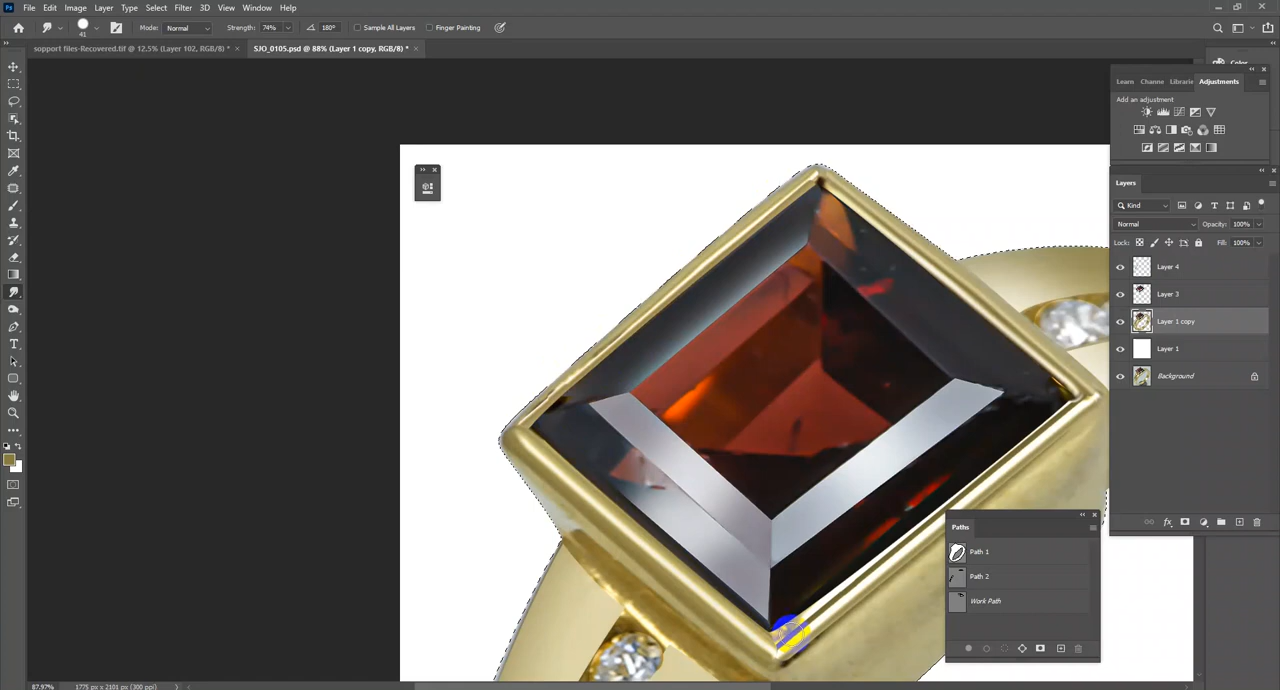 Ps File Edit Image Layer Type Select Filter 3D View Window Help
41 Mode: Normal Strength: 74% 180° Sample All Layers Finger Painting
sopport files-Recovered.tif @ 12.5% (Layer 102, RGB/8) * × SJO_0105.psd @ 88% (Layer 1 copy, RGB/8) * ×
Color
Learn Channe Librarie Adjustments
Add an adjustment
Layers
Kind
Normal Opacity: 100%
Lock: Fill: 100%
Layer 4
Layer 3
Layer 1 copy
Layer 1
Background
Paths
Path 1
Path 2
Work Path
87.97% 1775 px x 2101 px (300 ppi)